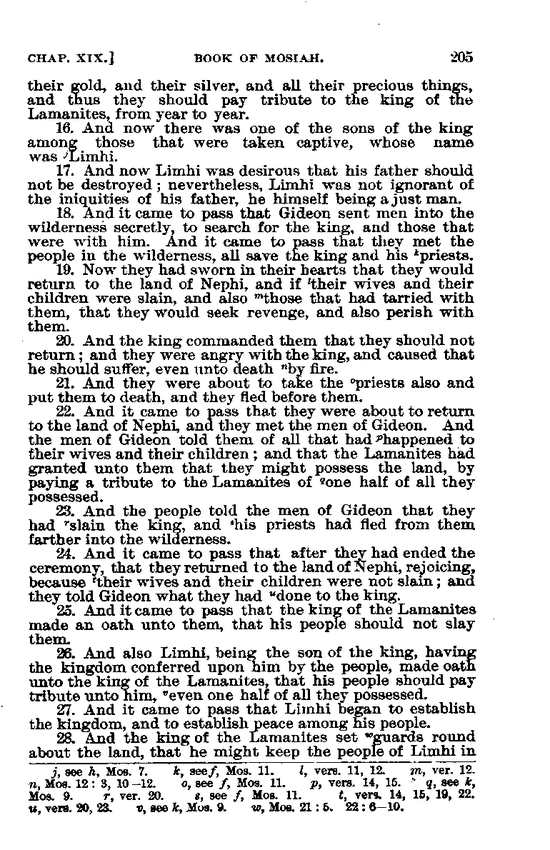 CHAP. XIX.] BOOK OF MOSIAH. 205
their gold, and their silver, and all their precious things,
and thus they should pay tribute to the king of the
Lamanites, from year to year.
16. And now there was one of the sons of the king
among those that were taken captive, whose name
was jLimhi.
17. And now Limhi was desirous that his father should
not be destroyed; nevertheless, Limhi was not ignorant of
the iniquities of his father, he himself being a just man.
18. And it came to pass that Gideon sent men into the
wilderness secretly, to search for the king, and those that
were with him. And it came to pass that they met the
people in the wilderness, all save the king and his kpriests.
19. Now they had sworn in their hearts that they would
return to the land of Nephi, and if ltheir wives and their
children were slain, and also mthose that had tarried with
them, that they would seek revenge, and also perish with
them.
20. And the king commanded them that they should not
return; and they were angry with the king, and caused that
he should suffer, even unto death nby fire.
21. And they were about to take the opriests also and
put them to death, and they fled before them.
22. And it came to pass that they were about to return
to the land of Nephi, and they met the men of Gideon. And
the men of Gideon told them of all that had phappened to
their wives and their children; and that the Lamanites had
granted unto them that they might possess the land, by
paying a tribute to the Lamanites of qone half of all they
possessed.
23. And the people told the men of Gideon that they
had rslain the king, and shis priests had fled from them
farther into the wilderness.
24. And it came to pass that after they had ended the
ceremony, that they returned to the land of Nephi, rejoicing,
because ttheir wives and their children were not slain; and
they told Gideon what they had udone to the king.
25. And it came to pass that the king of the Lamanites
made an oath unto them, that his people should not slay
them.
26. And also Limhi, being the son of the king, having
the kingdom conferred upon him by the people, made oath
unto the king of the Lamanites, that his people should pay
tribute unto him, veven one half of all they possessed.
27. And it came to pass that Limhi began to establish
the kingdom, and to establish peace among his people.
28. And the king of the Lamanites set wguards round
about the land, that he might keep the people of Limhi in
j, see h, Mos. 7. k, see f, Mos. 11. l, vers. 11, 12. m, ver. 12.
n, Mos. 12: 3, 10—12. o, see f, Mos. 11. p, vers. 14, 15. q, see k,
Mos. 9. r, ver. 20. s, see f, Mos. 11. t, vers. 14, 15, 19, 22.
u, vers. 20, 23. v, see k, Mos. 9. w, Mos. 21: 5. 22: 6—10.